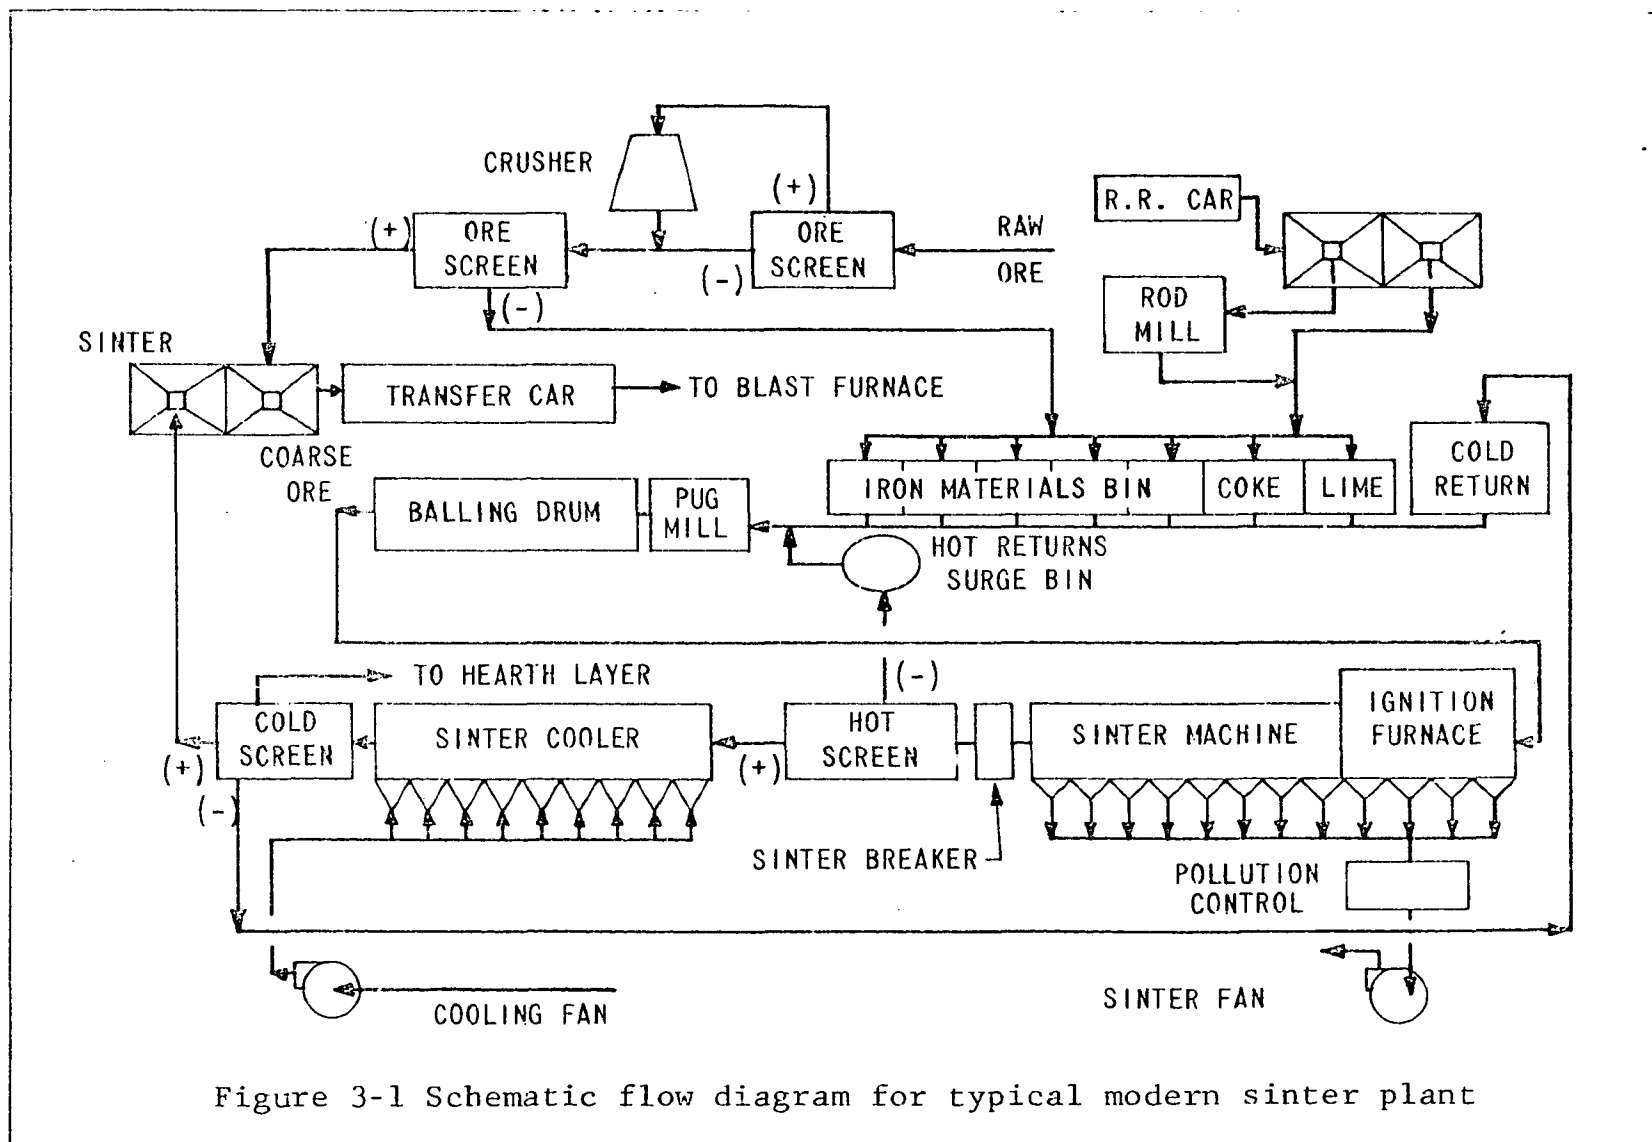 CRUSHER
(+)
(+)
ORE
SCREEN
ORE
SCREEN
RAW
ORE
R.R. CAR
(-)
(-)
ROD
MILL
SINTER
TRANSFER CAR
TO BLAST FURNACE
COARSE
ORE
BALLING DRUM
PUG
MILL
IRON MATERIALS BIN
COKE
LIME
COLD
RETURN
HOT RETURNS
SURGE BIN
TO HEARTH LAYER
(-)
COLD
SCREEN
SINTER COOLER
HOT
SCREEN
SINTER MACHINE
IGNITION
FURNACE
(+)
(-)
(+)
SINTER BREAKER
POLLUTION
CONTROL
COOLING FAN
SINTER FAN
Figure 3-1 Schematic flow diagram for typical modern sinter plant